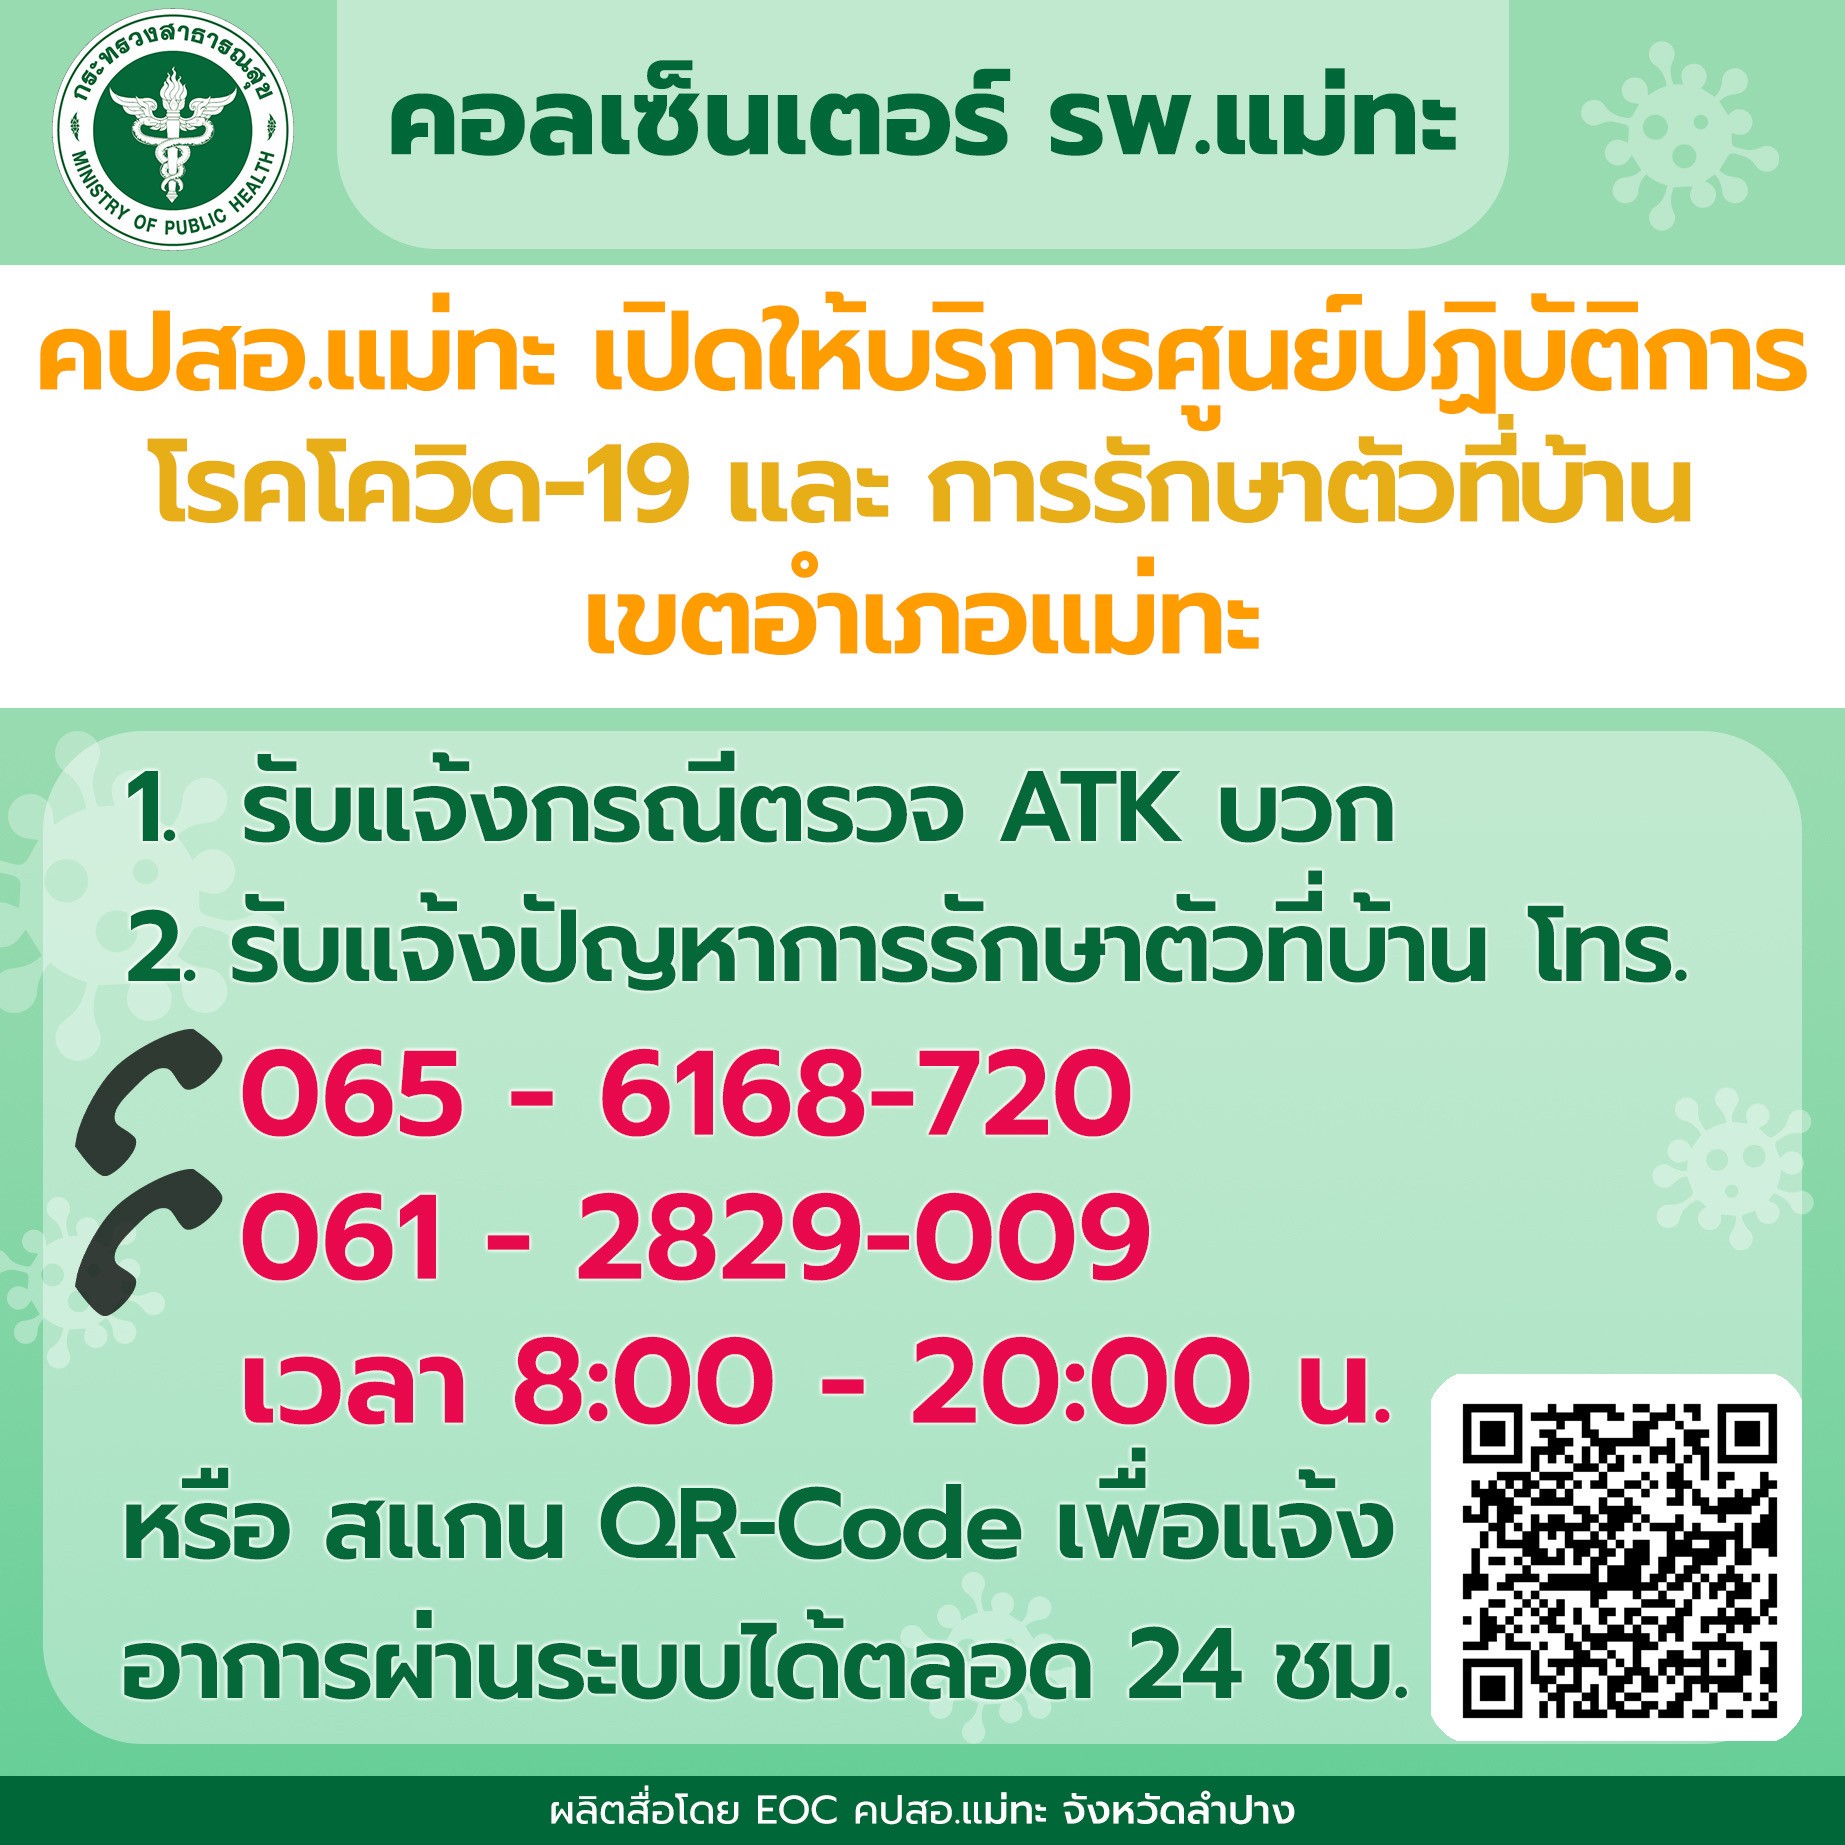 กระทรวงสาธารณสุข
MINISTRY OF PUBLIC HEALTH
คอลเซ็นเตอร์ รพ.แม่ทะ
คปสอ.แม่ทะ เปิดให้บริการศูนย์ปฏิบัติการ
โรคโควิด-19 และ การรักษาตัวที่บ้าน
เขตอำเภอแม่ทะ
1. รับแจ้งกรณีตรวจ ATK บวก
2. รับแจ้งปัญหาการรักษาตัวที่บ้าน โทร.
065 - 6168-720
061 - 2829-009
เวลา 8:00 - 20:00 น.
หรือ สแกน QR-Code เพื่อแจ้ง
อาการผ่านระบบได้ตลอด 24 ชม.
ผลิตสื่อโดย EOC คปสอ.แม่ทะ จังหวัดลำปาง